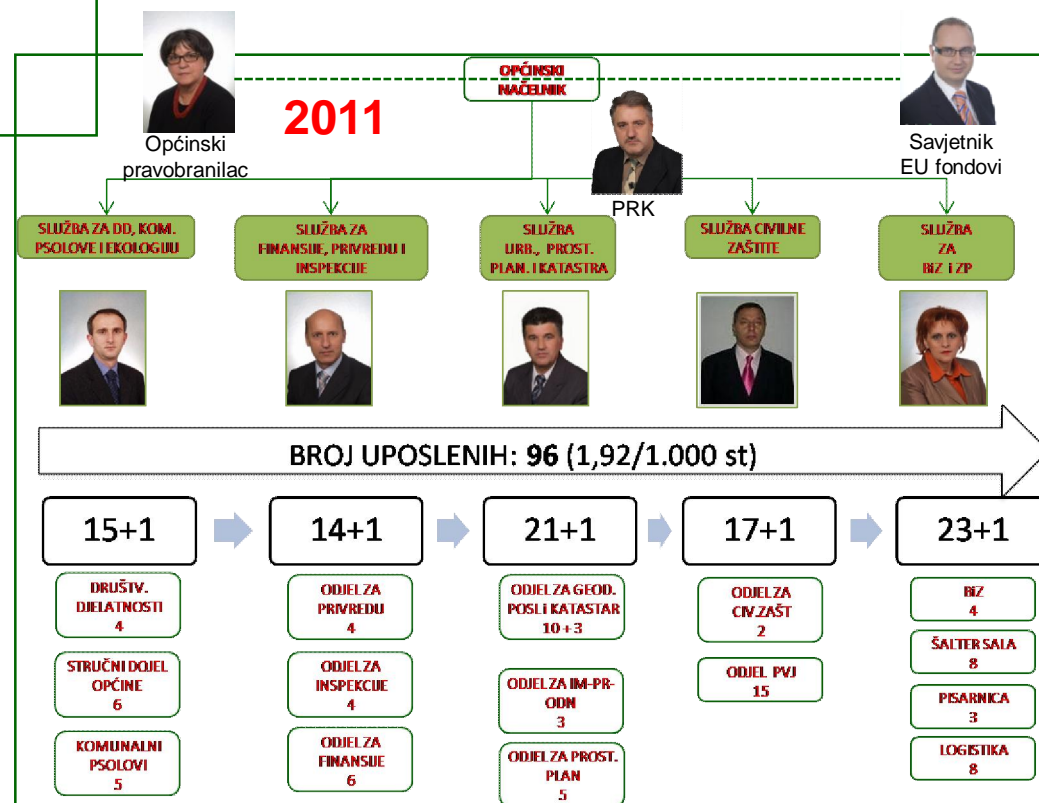 OPĆINSKI
NAČELNIK
2011
Općinski
pravobranilac
PRK
Savjetnik
EU fondovi
SLUŽBA ZA DD, KOM.
PSOLOVE I EKOLOGIJU
SLUŽBA ZA
FINANSIJE, PRIVREDU I
INSPEKCIJE
SLUŽBA
URB., PROST.
PLAN. I KATASTRA
SLUŽBA CIVILNE
ZAŠTITE
SLUŽBA
ZA
BIZ i ZP
BROJ UPOSLENIH: 96 (1,92/1.000 st)
15+1
14+1
21+1
17+1
23+1
DRUŠTV.
DJELATNOSTI
4
STRUČNI DOJEL
OPĆINE
6
KOMUNALNI
PSOLOVI
5
ODJEL ZA
PRIVREDU
4
ODJEL ZA
INSPEKCIJE
4
ODJEL ZA
FINANSIJE
6
ODJEL ZA GEOD.
POSL i KATASTAR
10 + 3
ODJEL ZA IM-PR-
ODN
3
ODJEL ZA PROST.
PLAN
5
ODJEL ZA
CIV.ZAŠT
2
ODJEL PVJ
15
BIZ
4
ŠALTER SALA
8
PISARNICA
3
LOGISTIKA
8